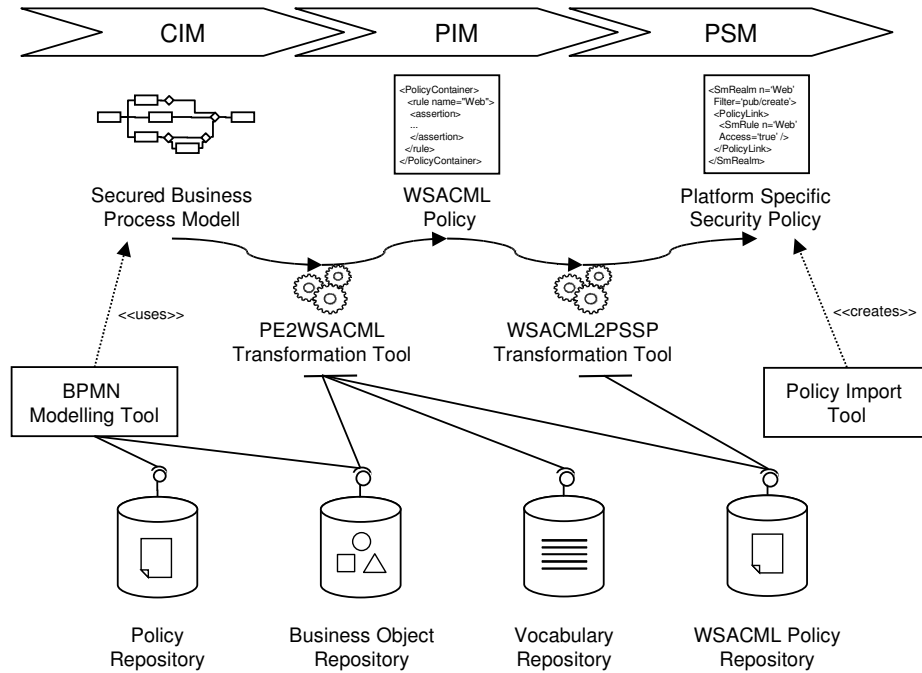 CIM
PIM
PSM
<PolicyContainer>
<rule name="Web">
<assertion>
...
</assertion>
</rule>
</PolicyContainer>
<SmRealm n='Web'
Filter='pub/create'>
<PolicyLink>
<SmRule n='Web'
Access='true' />
</PolicyLink>
</SmRealm>
Secured Business
Process Modell
WSACML
Policy
Platform Specific
Security Policy
<<uses>>
PE2WSACML
Transformation Tool
WSACML2PSSP
Transformation Tool
<<creates>>
BPMN
Modelling Tool
Policy Import
Tool
Policy
Repository
Business Object
Repository
Vocabulary
Repository
WSACML Policy
Repository